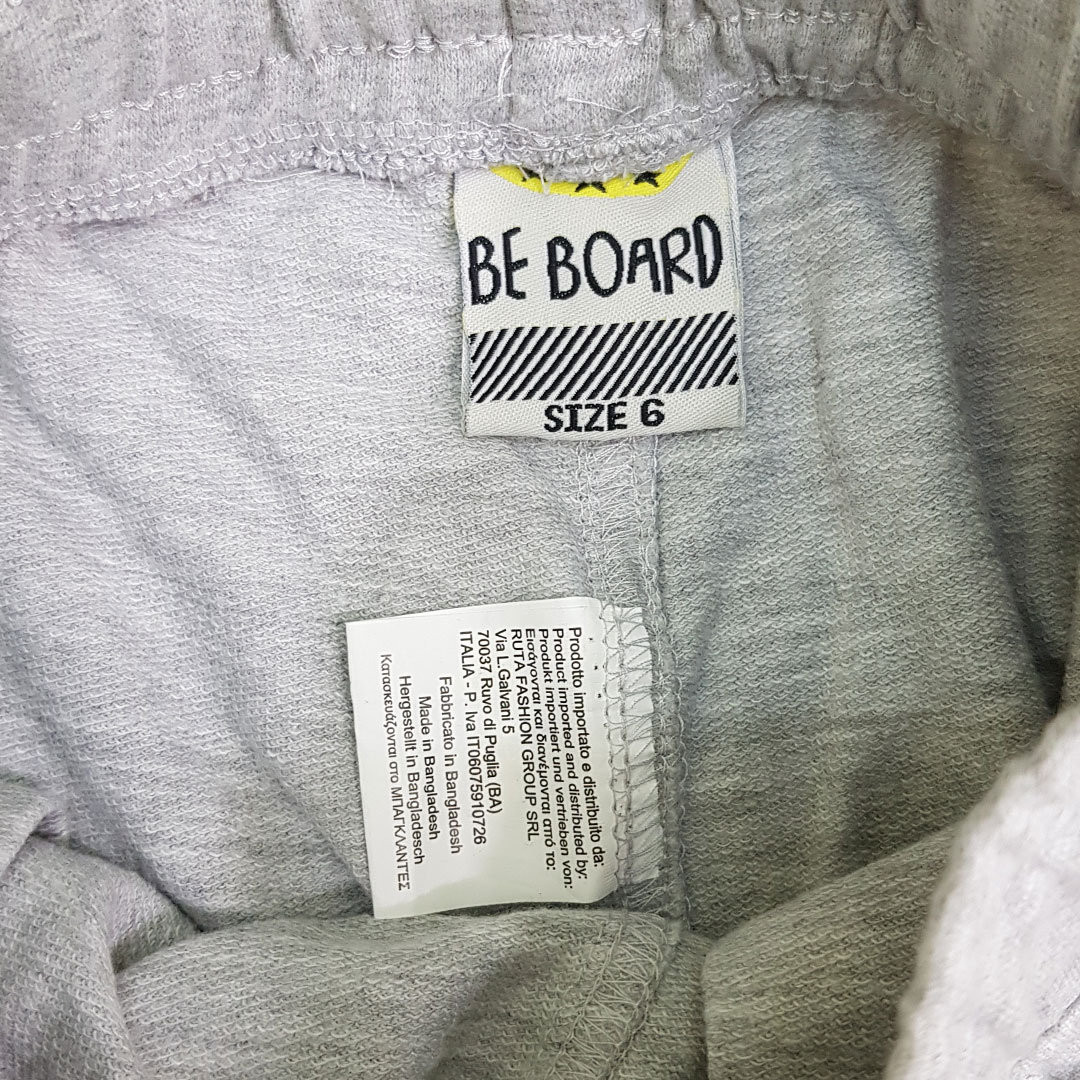 BE BOARD
SIZE 6
Prodotto importato e distribuito da:
Product imported and distributed by:
Produkt importiert und vertrieben von:
Εισάγονται και διανέμονται από το:
RUTA FASHION GROUP SRL
Via L.Galvani 5
70037 Ruvo di Puglia (BA)
ITALIA - P. Iva IT06075910726
Fabbricato in Bangladesh
Made in Bangladesh
Hergestellt in Bangladesch
Κατασκευάζονται στο ΜΠΑΓΚΛΑΝΤΈΣ